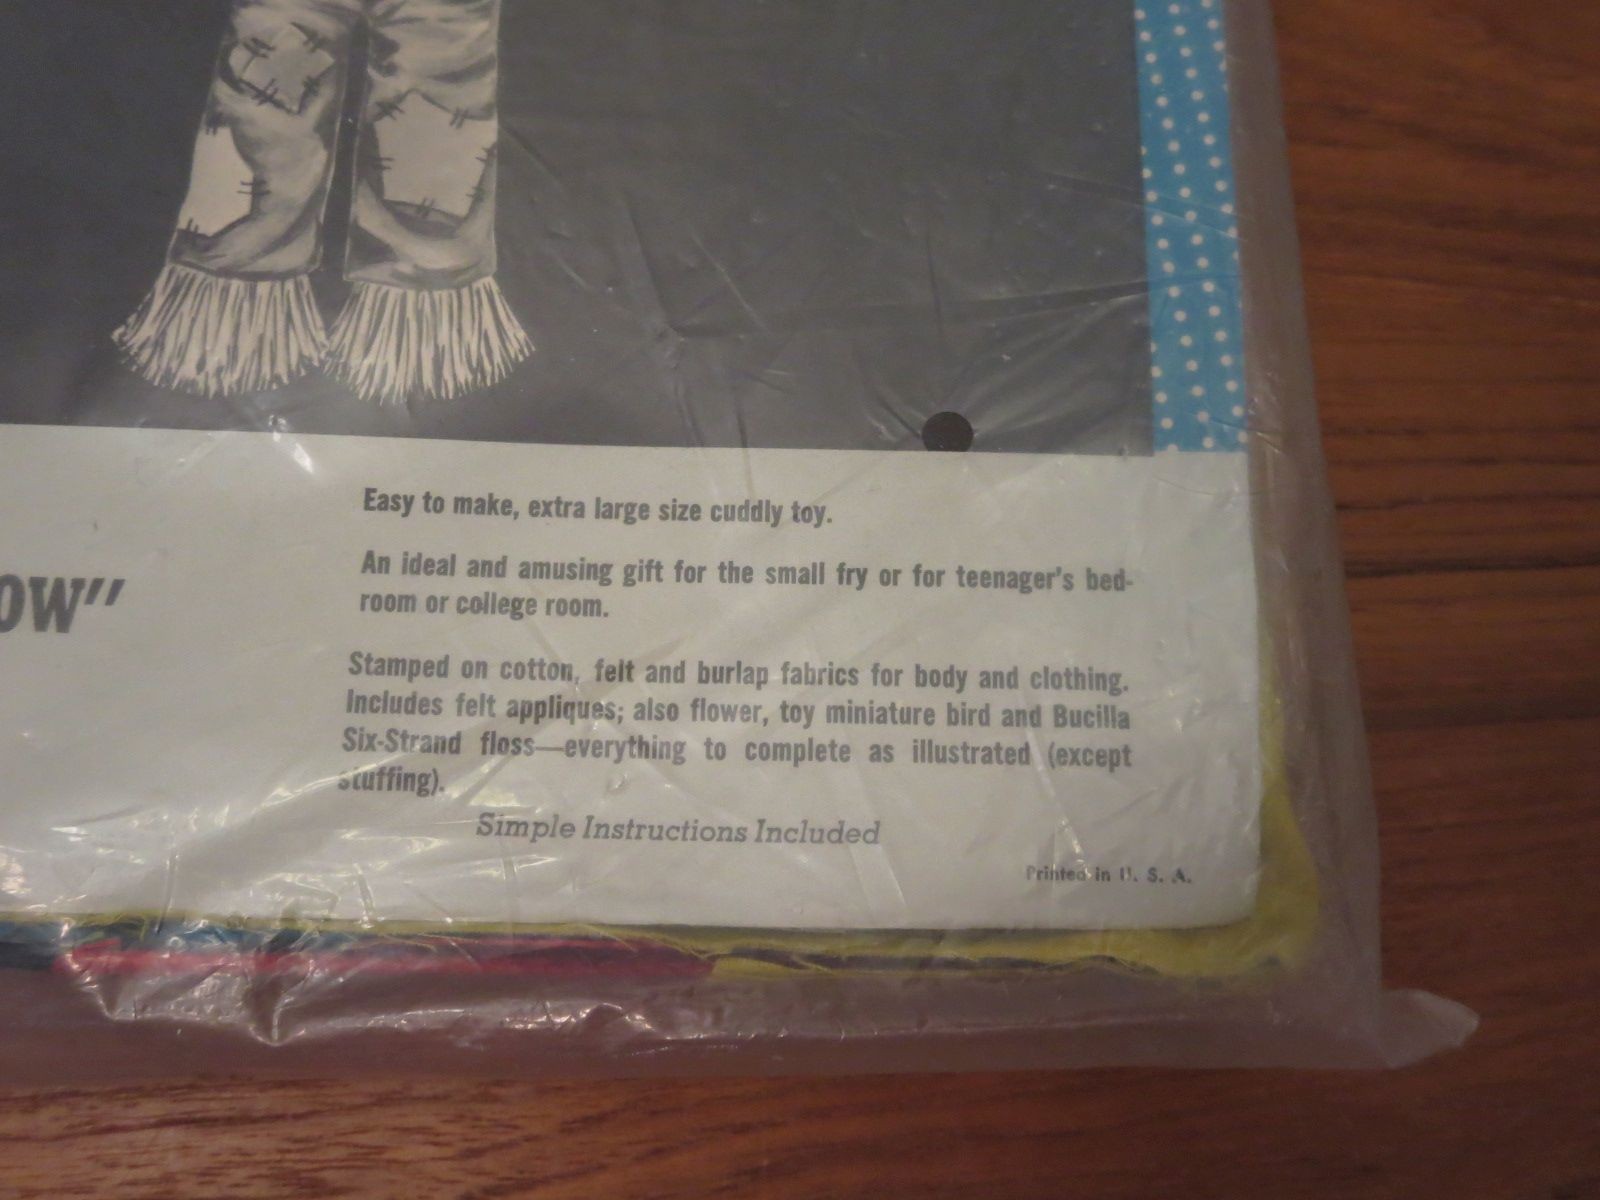 Easy to make, extra large size cuddly toy.
An ideal and amusing gift for the small fry or for teenager's bed-
room or college room.
OW"
Stamped on cotton, felt and burlap fabrics for body and clothing.
Includes felt appliques; also flower, toy miniature bird and Bucilla
Six-Strand floss—everything to complete as illustrated (except
stuffing).
Simple Instructions Included
Printed in U. S. A.